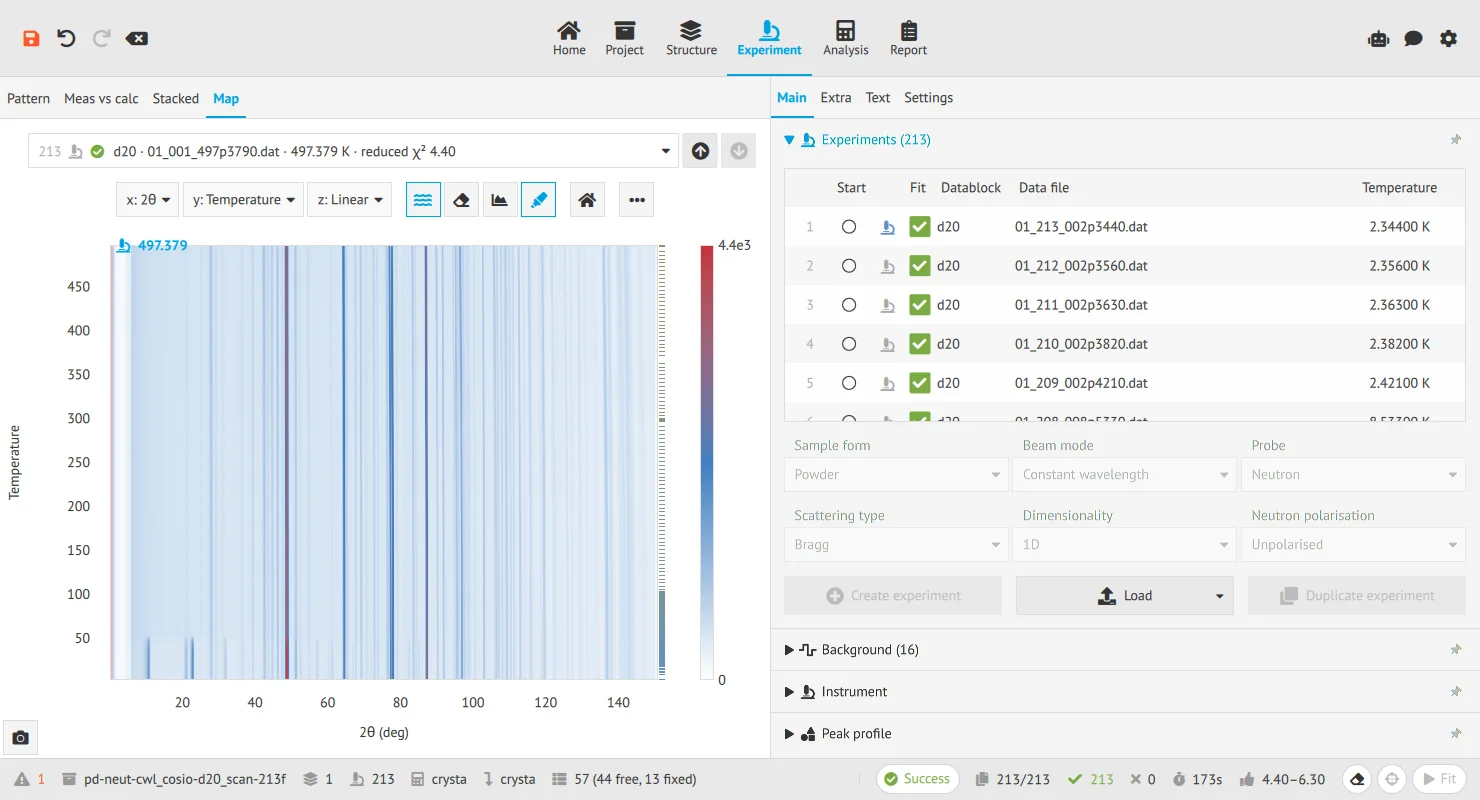 Home Project Structure Experiment Analysis Report
Pattern Meas vs calc Stacked Map
Main Extra Text Settings
213 d20 · 01_001_497p3790.dat · 497.379 K · reduced χ² 4.40
x: 2θ y: Temperature z: Linear
497.379
4.4e3
0
450
400
350
300
250
200
150
100
50
Temperature
20 40 60 80 100 120 140
2θ (deg)
Experiments (213)
Start Fit Datablock Data file Temperature
1 d20 01_213_002p3440.dat 2.34400 K
2 d20 01_212_002p3560.dat 2.35600 K
3 d20 01_211_002p3630.dat 2.36300 K
4 d20 01_210_002p3820.dat 2.38200 K
5 d20 01_209_002p4210.dat 2.42100 K
Sample form Beam mode Probe
Powder Constant wavelength Neutron
Scattering type Dimensionality Neutron polarisation
Bragg 1D Unpolarised
Create experiment Load Duplicate experiment
Background (16)
Instrument
Peak profile
1 pd-neut-cwl_cosio-d20_scan-213f 1 213 crysta crysta 57 (44 free, 13 fixed) Success 213/213 213 0 173s 4.40–6.30 Fit